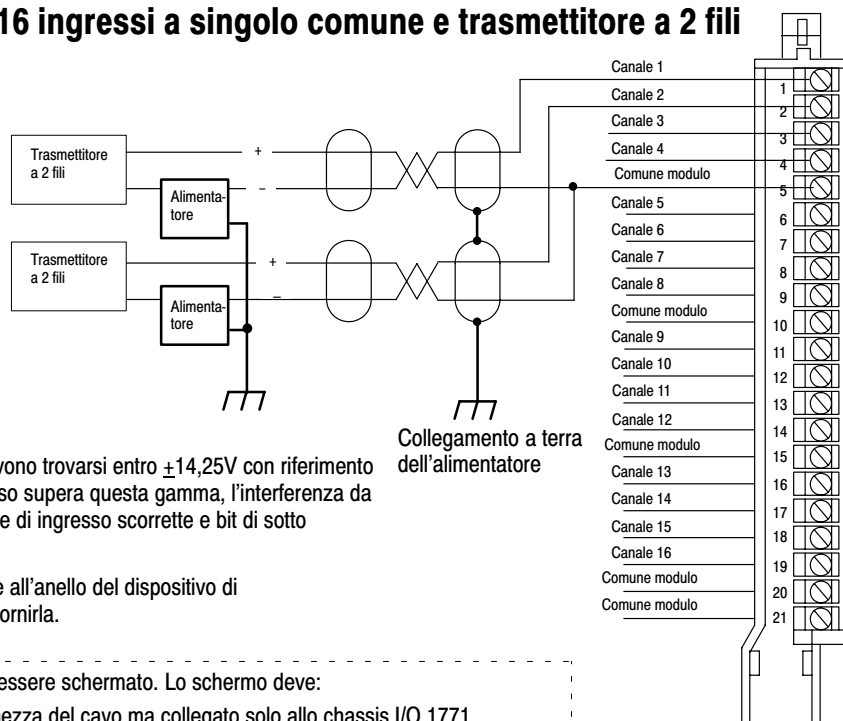 16 ingressi a singolo comune e trasmettitore a 2 fili
Canale 1
Canale 2
Canale 3
Canale 4
Comune modulo
Canale 5
Canale 6
Canale 7
Canale 8
Comune modulo
Canale 9
Canale 10
Canale 11
Canale 12
Comune modulo
Canale 13
Canale 14
Canale 15
Canale 16
Comune modulo
Comune modulo
1
2
3
4
5
6
7
8
9
10
11
12
13
14
15
16
17
18
19
20
21
Trasmettitore
a 2 fili
+
−
Alimenta-
tore
Trasmettitore
a 2 fili
+
−
Alimenta-
tore
Collegamento a terra
dell'alimentatore
vono trovarsi entro ±14,25V con riferimento
so supera questa gamma, l'interferenza da
e di ingresso scorrette e bit di sotto
e all'anello del dispositivo di
ornirla.
essere schermato. Lo schermo deve:
ezza del cavo ma collegato solo allo chassis I/O 1771